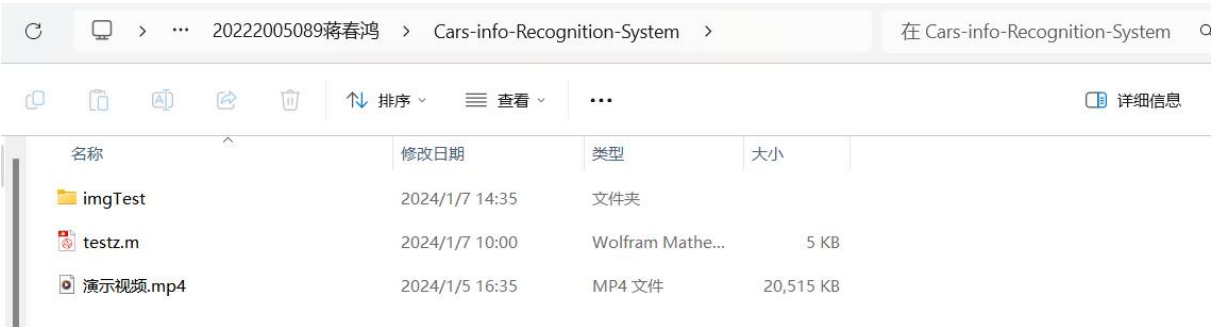 20222005089蒋春鸿 > Cars-info-Recognition-System > 在 Cars-info-Recognition-System
排序 查看 ... 详细信息
名称 修改日期 类型 大小
imgTest 2024/1/7 14:35 文件夹
testz.m 2024/1/7 10:00 Wolfram Mathe... 5 KB
演示视频.mp4 2024/1/5 16:35 MP4 文件 20,515 KB